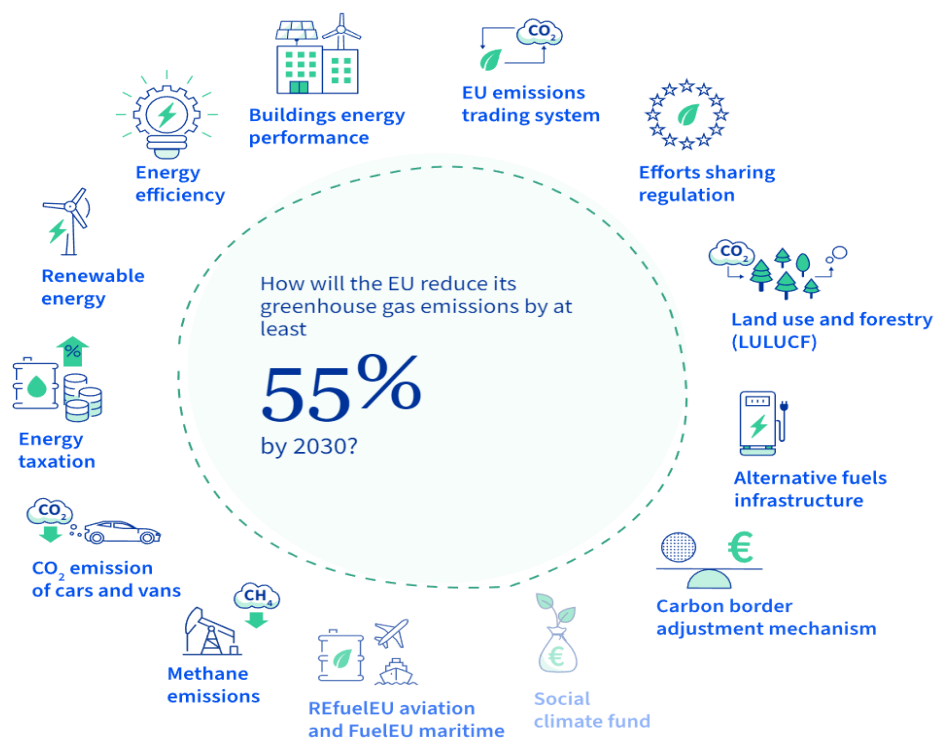 How will the EU reduce its
greenhouse gas emissions by at
least
55%
by 2030?
CO2
EU emissions
trading system
Efforts sharing
regulation
CO2
Land use and forestry
(LULUCF)
Alternative fuels
infrastructure
€
Carbon border
adjustment mechanism
€
Social
climate fund
REfuelEU aviation
and FuelEU maritime
CH4
Methane
emissions
CO2
CO2 emission
of cars and vans
%
Energy
taxation
Renewable
energy
Energy
efficiency
Buildings energy
performance